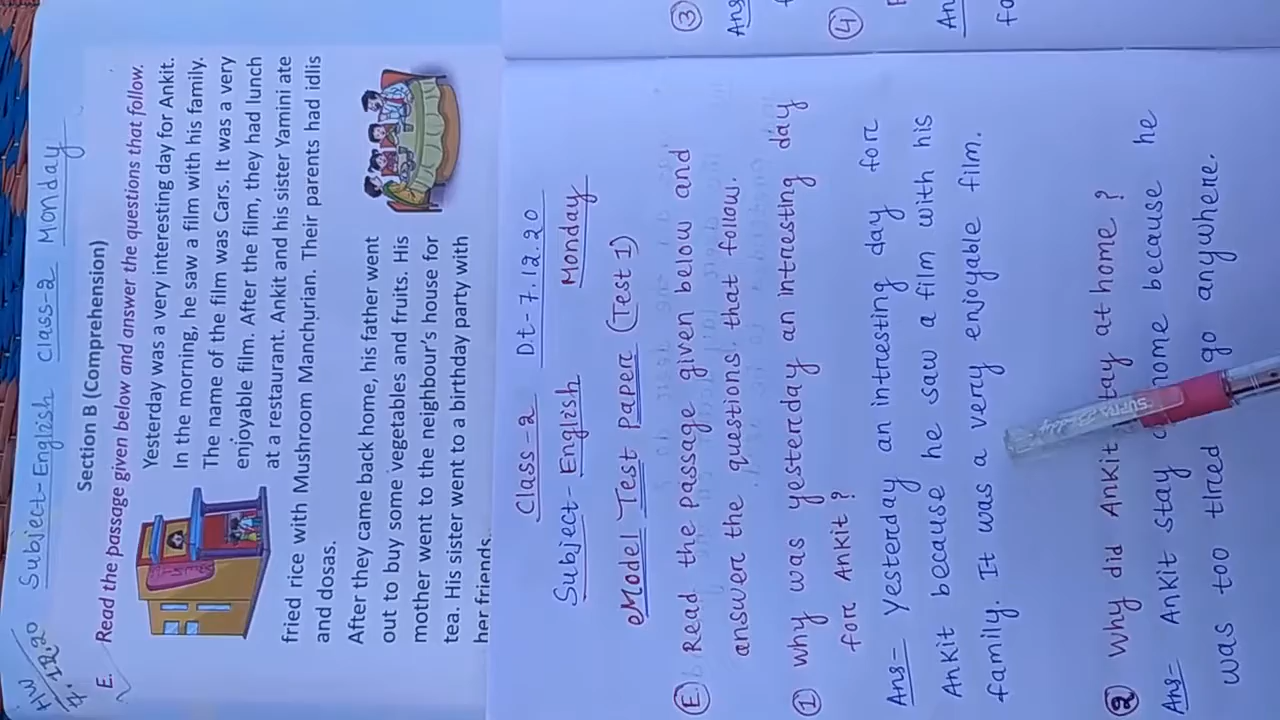 HW
7.12.20
Subject-English Class-2 Monday
Section B (Comprehension)
E. Read the passage given below and answer the questions that follow.
Yesterday was a very interesting day for Ankit.
In the morning, he saw a film with his family.
The name of the film was Cars. It was a very
enjoyable film. After the film, they had lunch
at a restaurant. Ankit and his sister Yamini ate
fried rice with Mushroom Manchurian. Their parents had idlis
and dosas.
After they came back home, his father went
out to buy some vegetables and fruits. His
mother went to the neighbour's house for
tea. His sister went to a birthday party with
her friends.
Class-2 Dt-7.12.20
Subject-English Monday
Model Test paper (Test 1)
E Read the passage given below and
answer the questions. that follow.
1 why was yesterday an intresting day
for Ankit?
Ans= Yesterday an intresting day for
Ankit because he saw a film with his
family. It was a verry enjoyable film.
2 why did Ankit stay at home?
Ans= Ankit stay home because he
was too tired go anywhere.
3
Ans
4
An
fo